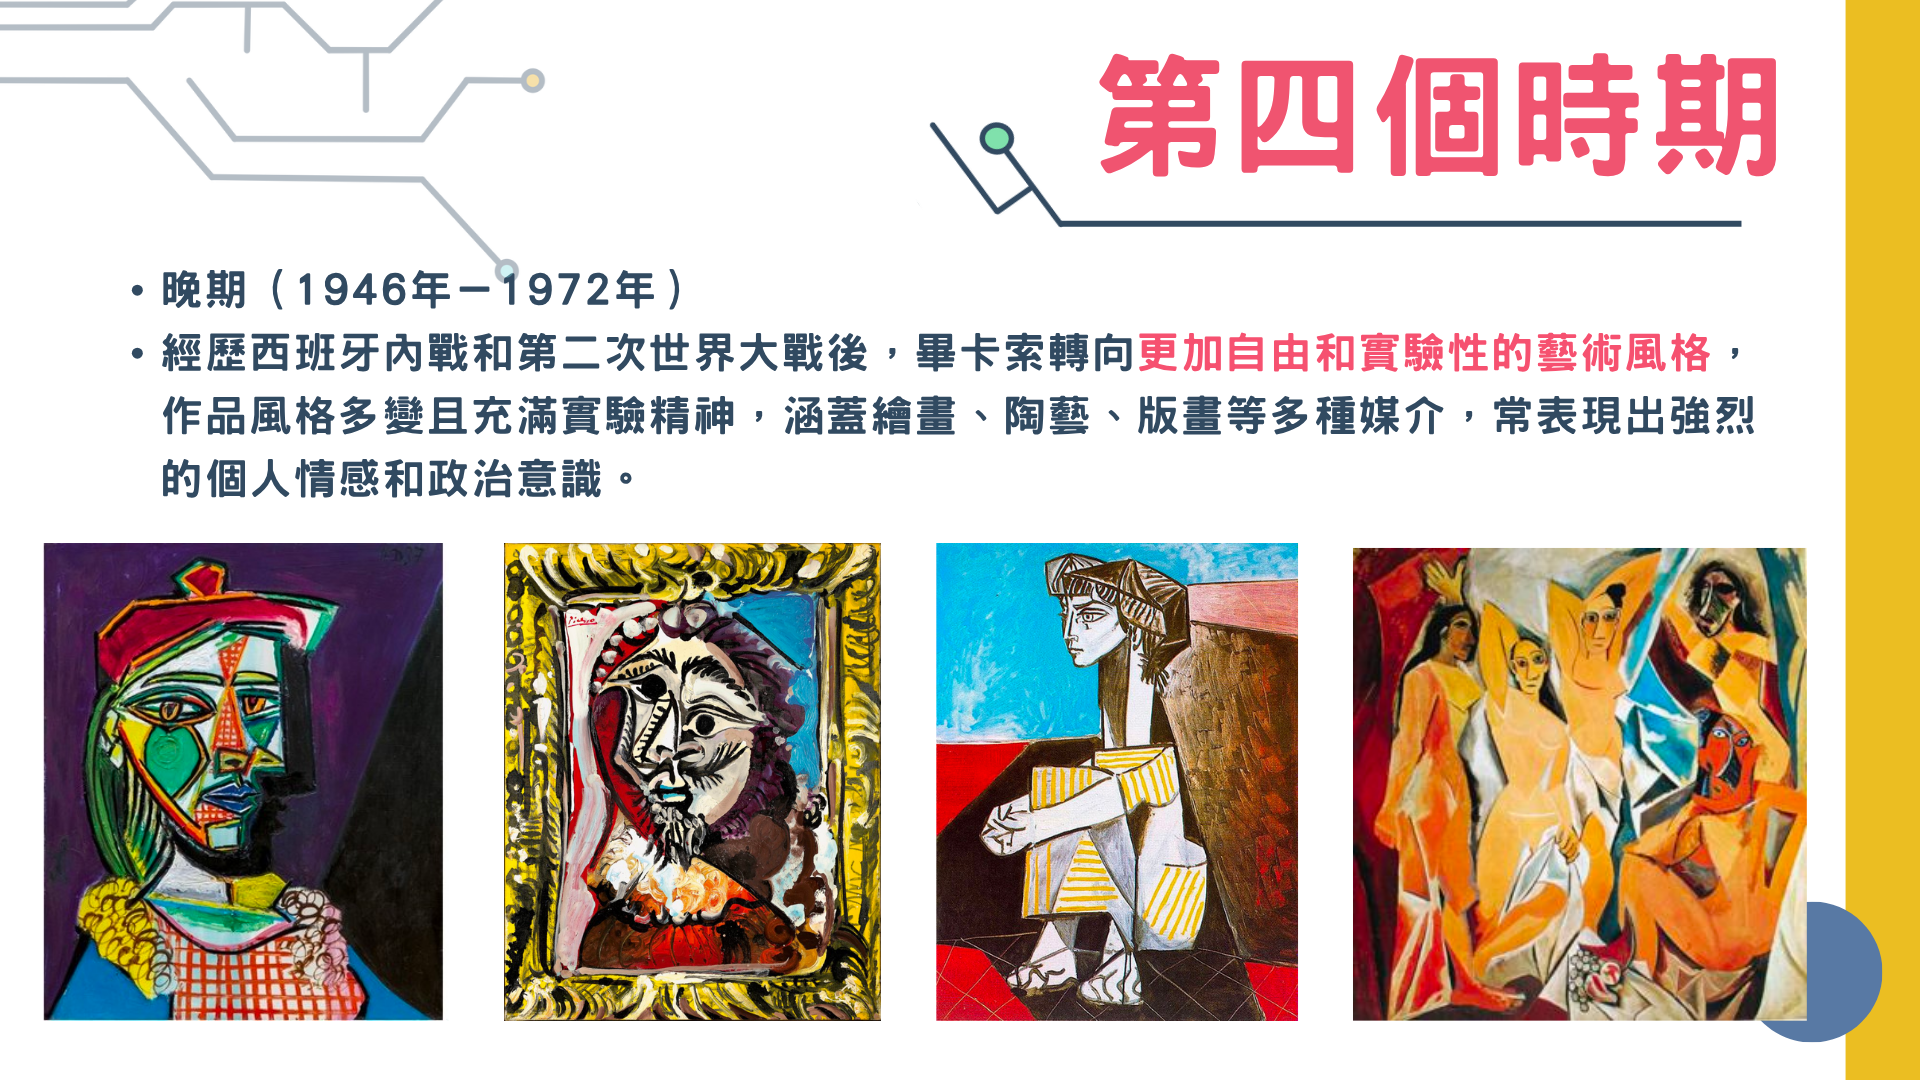 第四個時期
• 晚期（1946年－1972年）
• 經歷西班牙內戰和第二次世界大戰後，畢卡索轉向更加自由和實驗性的藝術風格，
作品風格多變且充滿實驗精神，涵蓋繪畫、陶藝、版畫等多種媒介，常表現出強烈
的個人情感和政治意識。
Picasso